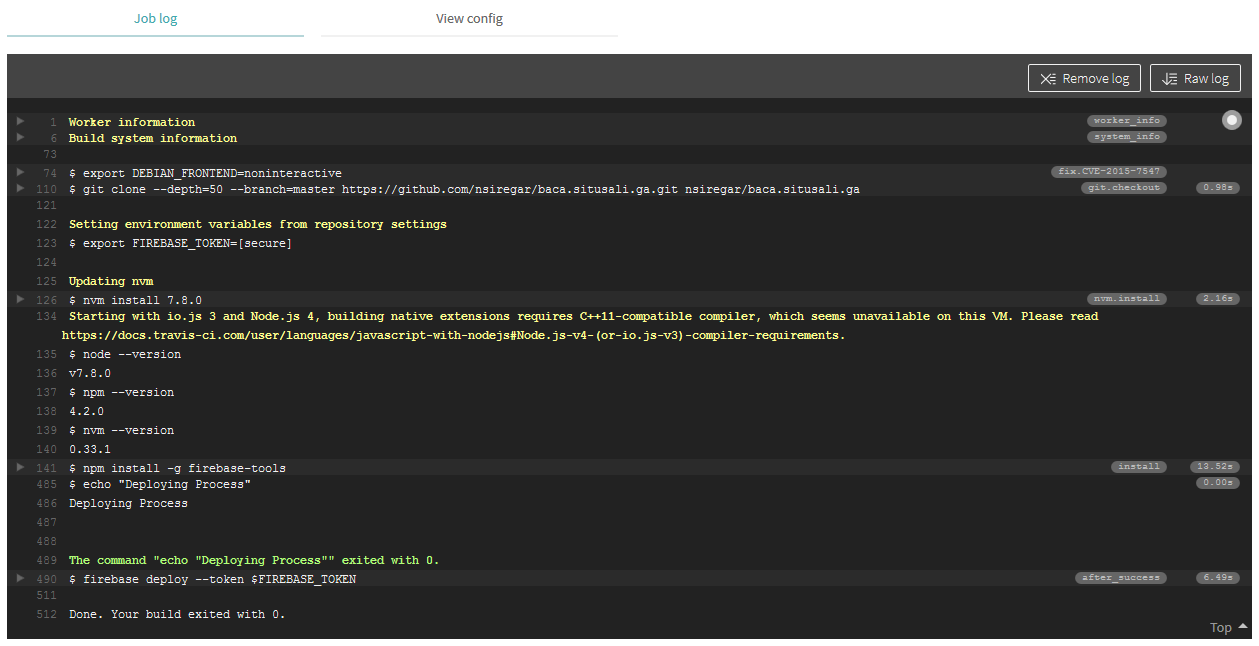 Job log View config
Remove log Raw log
1 Worker information worker_info
6 Build system information system_info
73
74 $ export DEBIAN_FRONTEND=noninteractive fix.CVE-2015-7547
110 $ git clone --depth=50 --branch=master https://github.com/nsiregar/baca.situsali.ga.git nsiregar/baca.situsali.ga git.checkout 0.98s
121
122 Setting environment variables from repository settings
123 $ export FIREBASE_TOKEN=[secure]
124
125 Updating nvm
126 $ nvm install 7.8.0 nvm.install 2.16s
134 Starting with io.js 3 and Node.js 4, building native extensions requires C++11-compatible compiler, which seems unavailable on this VM. Please read
https://docs.travis-ci.com/user/languages/javascript-with-nodejs#Node.js-v4-(or-io.js-v3)-compiler-requirements.
135 $ node --version
136 v7.8.0
137 $ npm --version
138 4.2.0
139 $ nvm --version
140 0.33.1
141 $ npm install -g firebase-tools install 13.52s
485 $ echo "Deploying Process" 0.00s
486 Deploying Process
487
488
489 The command "echo "Deploying Process"" exited with 0.
490 $ firebase deploy --token $FIREBASE_TOKEN after_success 6.49s
511
512 Done. Your build exited with 0.
Top